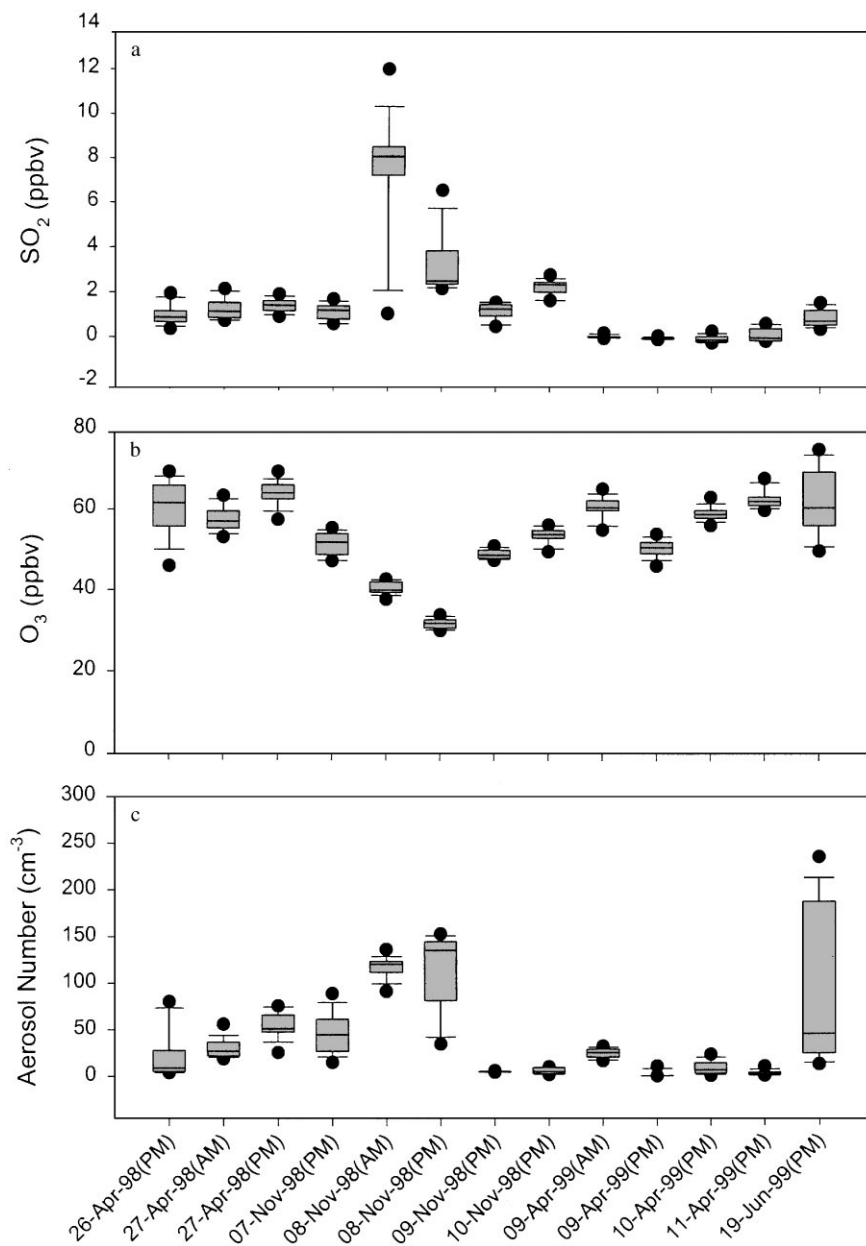 14
a
12
10
8
6
4
2
0
-2
SO2 (ppbv)
80
b
60
40
20
0
O3 (ppbv)
300
c
250
200
150
100
50
0
Aerosol Number (cm-3)
26-Apr-98(PM)
27-Apr-98(AM)
27-Apr-98(PM)
07-Nov-98(PM)
08-Nov-98(AM)
08-Nov-98(PM)
09-Nov-98(PM)
10-Nov-98(PM)
09-Apr-99(AM)
09-Apr-99(PM)
10-Apr-99(PM)
11-Apr-99(PM)
19-Jun-99(PM)